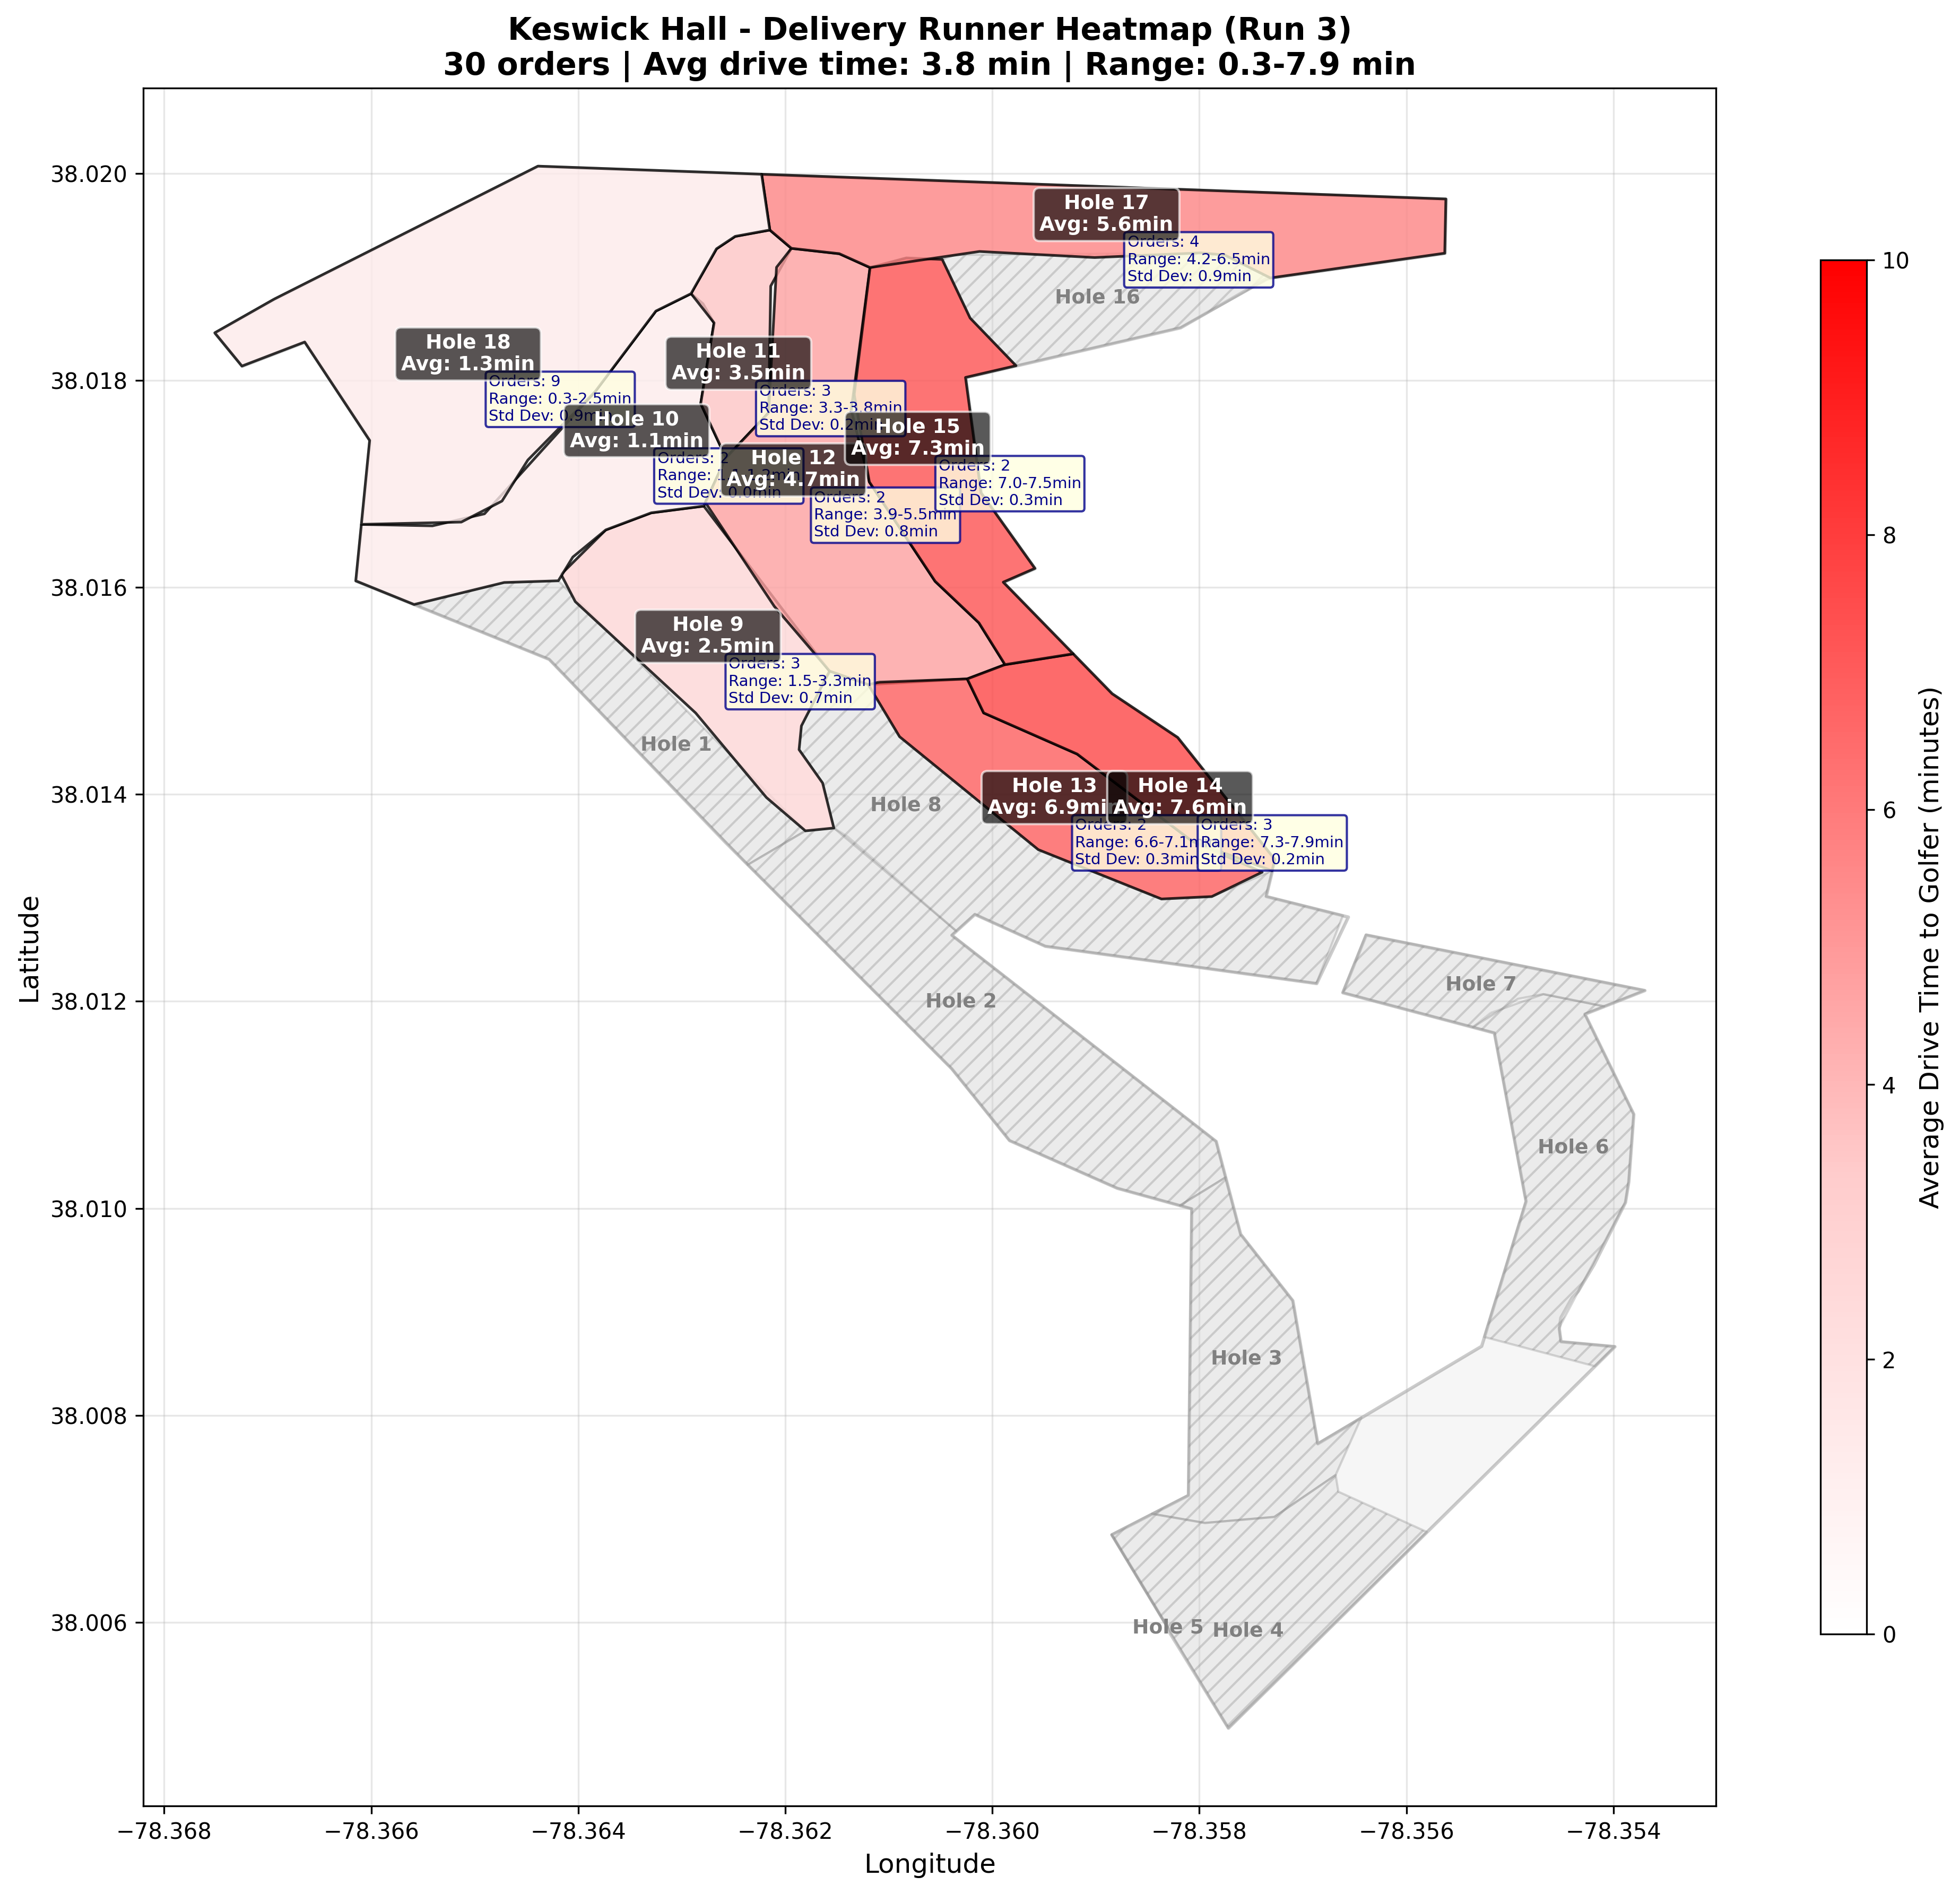 Keswick Hall - Delivery Runner Heatmap (Run 3)
30 orders | Avg drive time: 3.8 min | Range: 0.3-7.9 min
Hole 17
Avg: 5.6min
Orders: 4
Range: 4.2-6.5min
Std Dev: 0.9min
Hole 16
Hole 18
Avg: 1.3min
Orders: 9
Range: 0.3-2.5min
Std Dev: 0.9min
Hole 11
Avg: 3.5min
Orders: 3
Range: 3.3-3.8min
Std Dev: 0.2min
Hole 10
Avg: 1.1min
Orders: 2
Range:
Std Dev: 0.0min
Hole 15
Avg: 7.3min
Orders: 2
Range: 7.0-7.5min
Std Dev: 0.3min
Hole 12
Avg: 4.7min
Orders: 2
Range: 3.9-5.5min
Std Dev: 0.8min
Hole 9
Avg: 2.5min
Orders: 3
Range: 1.5-3.3min
Std Dev: 0.7min
Hole 1
Hole 8
Hole 13
Avg: 6.9min
Orders: 2
Range: 6.6-7.1m
Std Dev: 0.3min
Hole 14
Avg: 7.6min
Orders: 3
Range: 7.3-7.9min
Std Dev: 0.2min
Hole 2
Hole 7
Hole 6
Hole 3
Hole 5
Hole 4
38.020
38.018
38.016
38.014
38.012
38.010
38.008
38.006
Latitude
−78.368
−78.366
−78.364
−78.362
−78.360
−78.358
−78.356
−78.354
Longitude
10
8
6
4
2
0
Average Drive Time to Golfer (minutes)